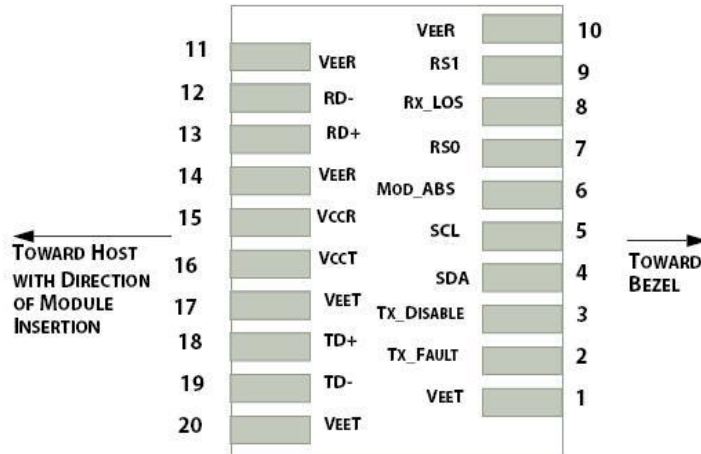 11 VEER
12 RD-
13 RD+
14 VEER
15 VCCR
16 VCCT
17 VEET
18 TD+
19 TD-
20 VEET
VEER 10
RS1 9
RX_LOS 8
RS0 7
MOD_ABS 6
SCL 5
SDA 4
TX_DISABLE 3
TX_FAULT 2
VEET 1
TOWARD HOST
WITH DIRECTION
OF MODULE
INSERTION
TOWARD
BEZEL